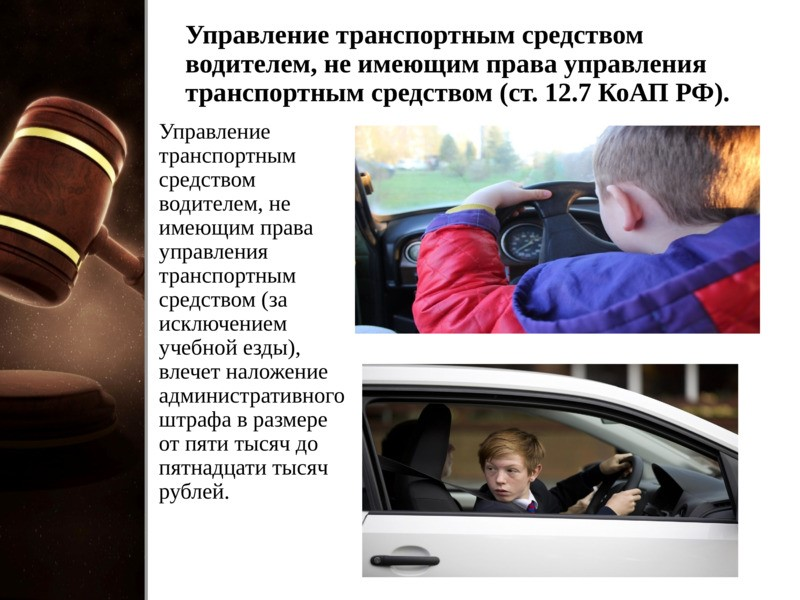 Управление транспортным средством
водителем, не имеющим права управления
транспортным средством (ст. 12.7 КоАП РФ).
Управление
транспортным
средством
водителем, не
имеющим права
управления
транспортным
средством (за
исключением
учебной езды),
влечет наложение
административного
штрафа в размере
от пяти тысяч до
пятнадцати тысяч
рублей.